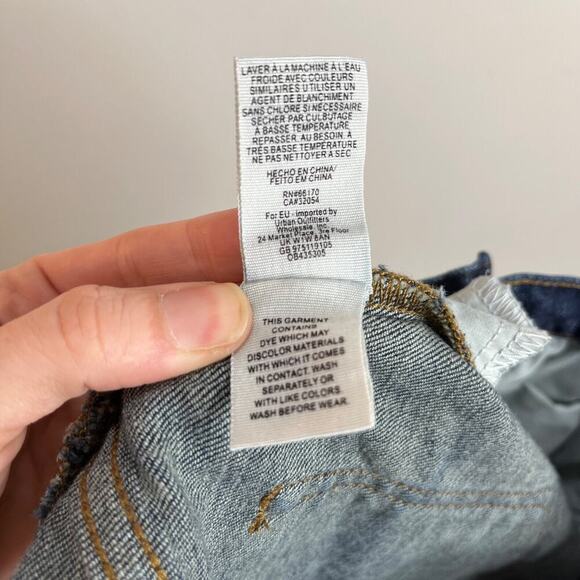 LAVER À LA MACHINE À L'EAU
FROIDE AVEC COULEURS
SIMILAIRES UTILISER UN
AGENT DE BLANCHIMENT
SANS CHLORE SI NÉCESSAIRE
SÉCHER PAR CULBUTAGE
À BASSE TEMPÉRATURE
REPASSER, AU BESOIN, À
TRÈS BASSE TEMPÉRATURE
NE PAS NETTOYER A SEC
HECHO EN CHINA/
FEITO EM CHINA
RN#66170
CA#32054
For EU - imported by
Urban Outfitters
Wholesale, Inc.
24 Market Place, 3re Floor
UK W1W 8AN
GB 975119105
OB435305
THIS GARMENT
CONTAINS
DYE WHICH MAY
DISCOLOR MATERIALS
WITH WHICH IT COMES
IN CONTACT. WASH
SEPARATELY OR
WITH LIKE COLORS
WASH BEFORE WEAR.